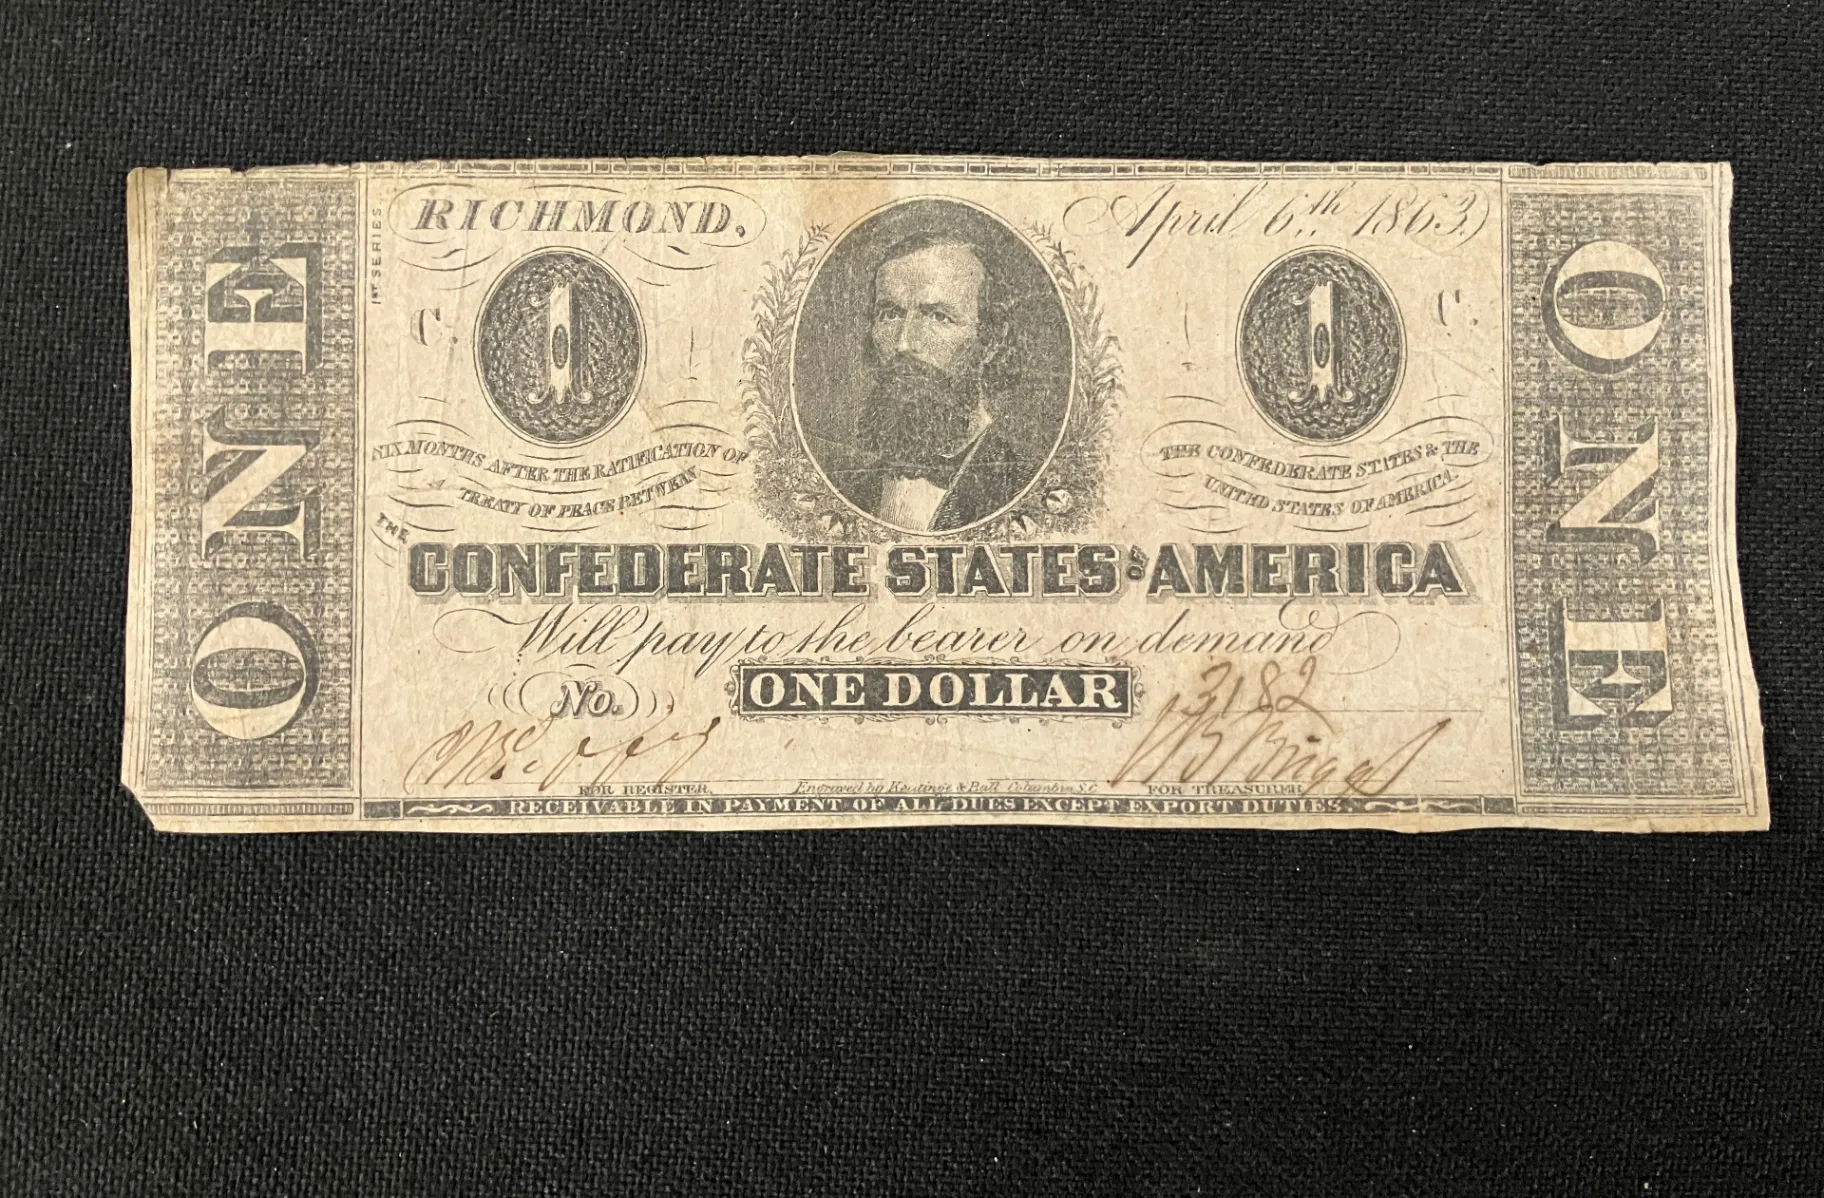 ONE
1ST SERIES
RICHMOND.
April 6th 1863.
C.
1
1
C.
SIX MONTHS AFTER THE RATIFICATION OF
A TREATY OF PEACE BETWEEN
THE CONFEDERATE STATES & THE
UNITED STATES OF AMERICA.
THE CONFEDERATE STATES OF AMERICA
Will pay to the bearer on demand
No. ONE DOLLAR 3182
FOR REGISTER.
Engraved by Keatinge & Ball Columbia S.C.
FOR TREASURER
RECEIVABLE IN PAYMENT OF ALL DUES EXCEPT EXPORT DUTIES.
ONE